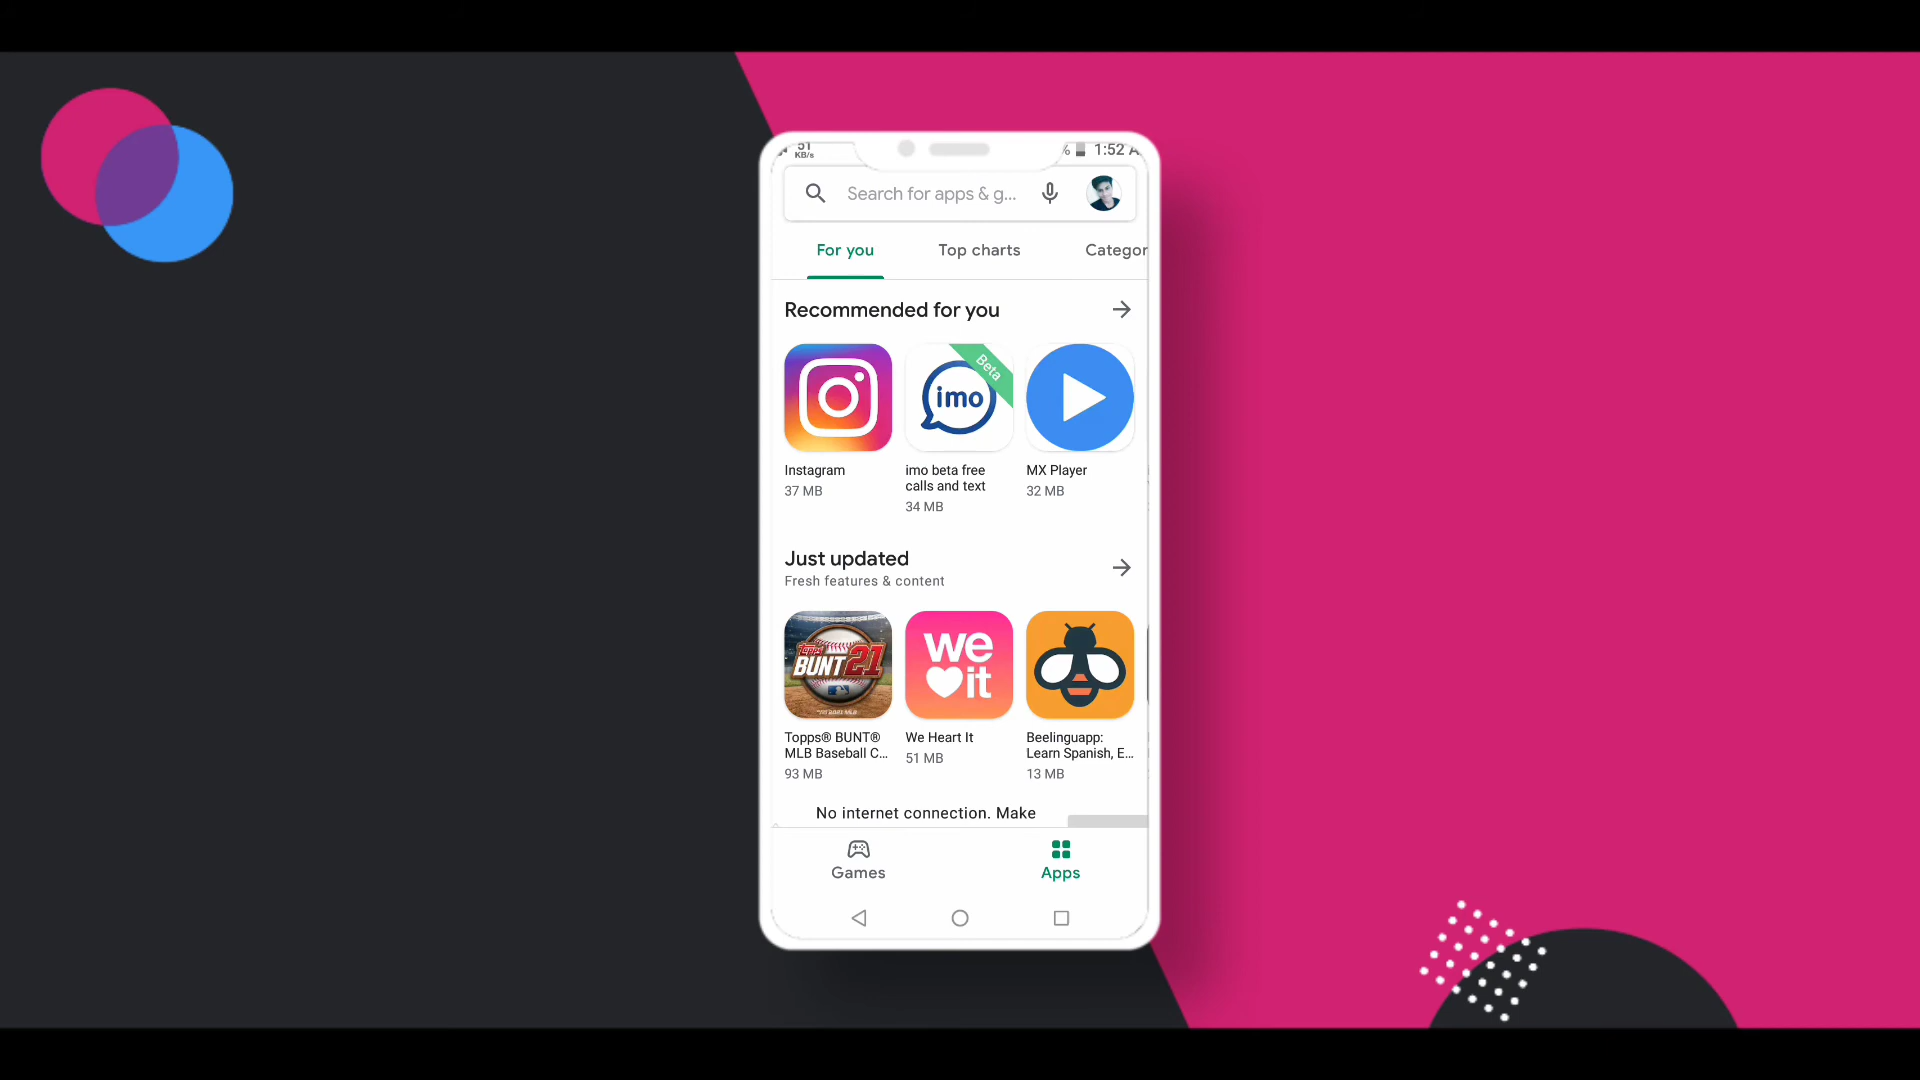 51
KB/s
% 1:52 A
Search for apps & g...
For you
Top charts
Categor
Recommended for you
Beta
imo
Instagram
37 MB
imo beta free
calls and text
34 MB
MX Player
32 MB
Just updated
Fresh features & content
Topps
BUNT 21
we
it
Topps® BUNT®
MLB Baseball C...
93 MB
We Heart It
51 MB
Beelinguapp:
Learn Spanish, E...
13 MB
No internet connection. Make
Games
Apps